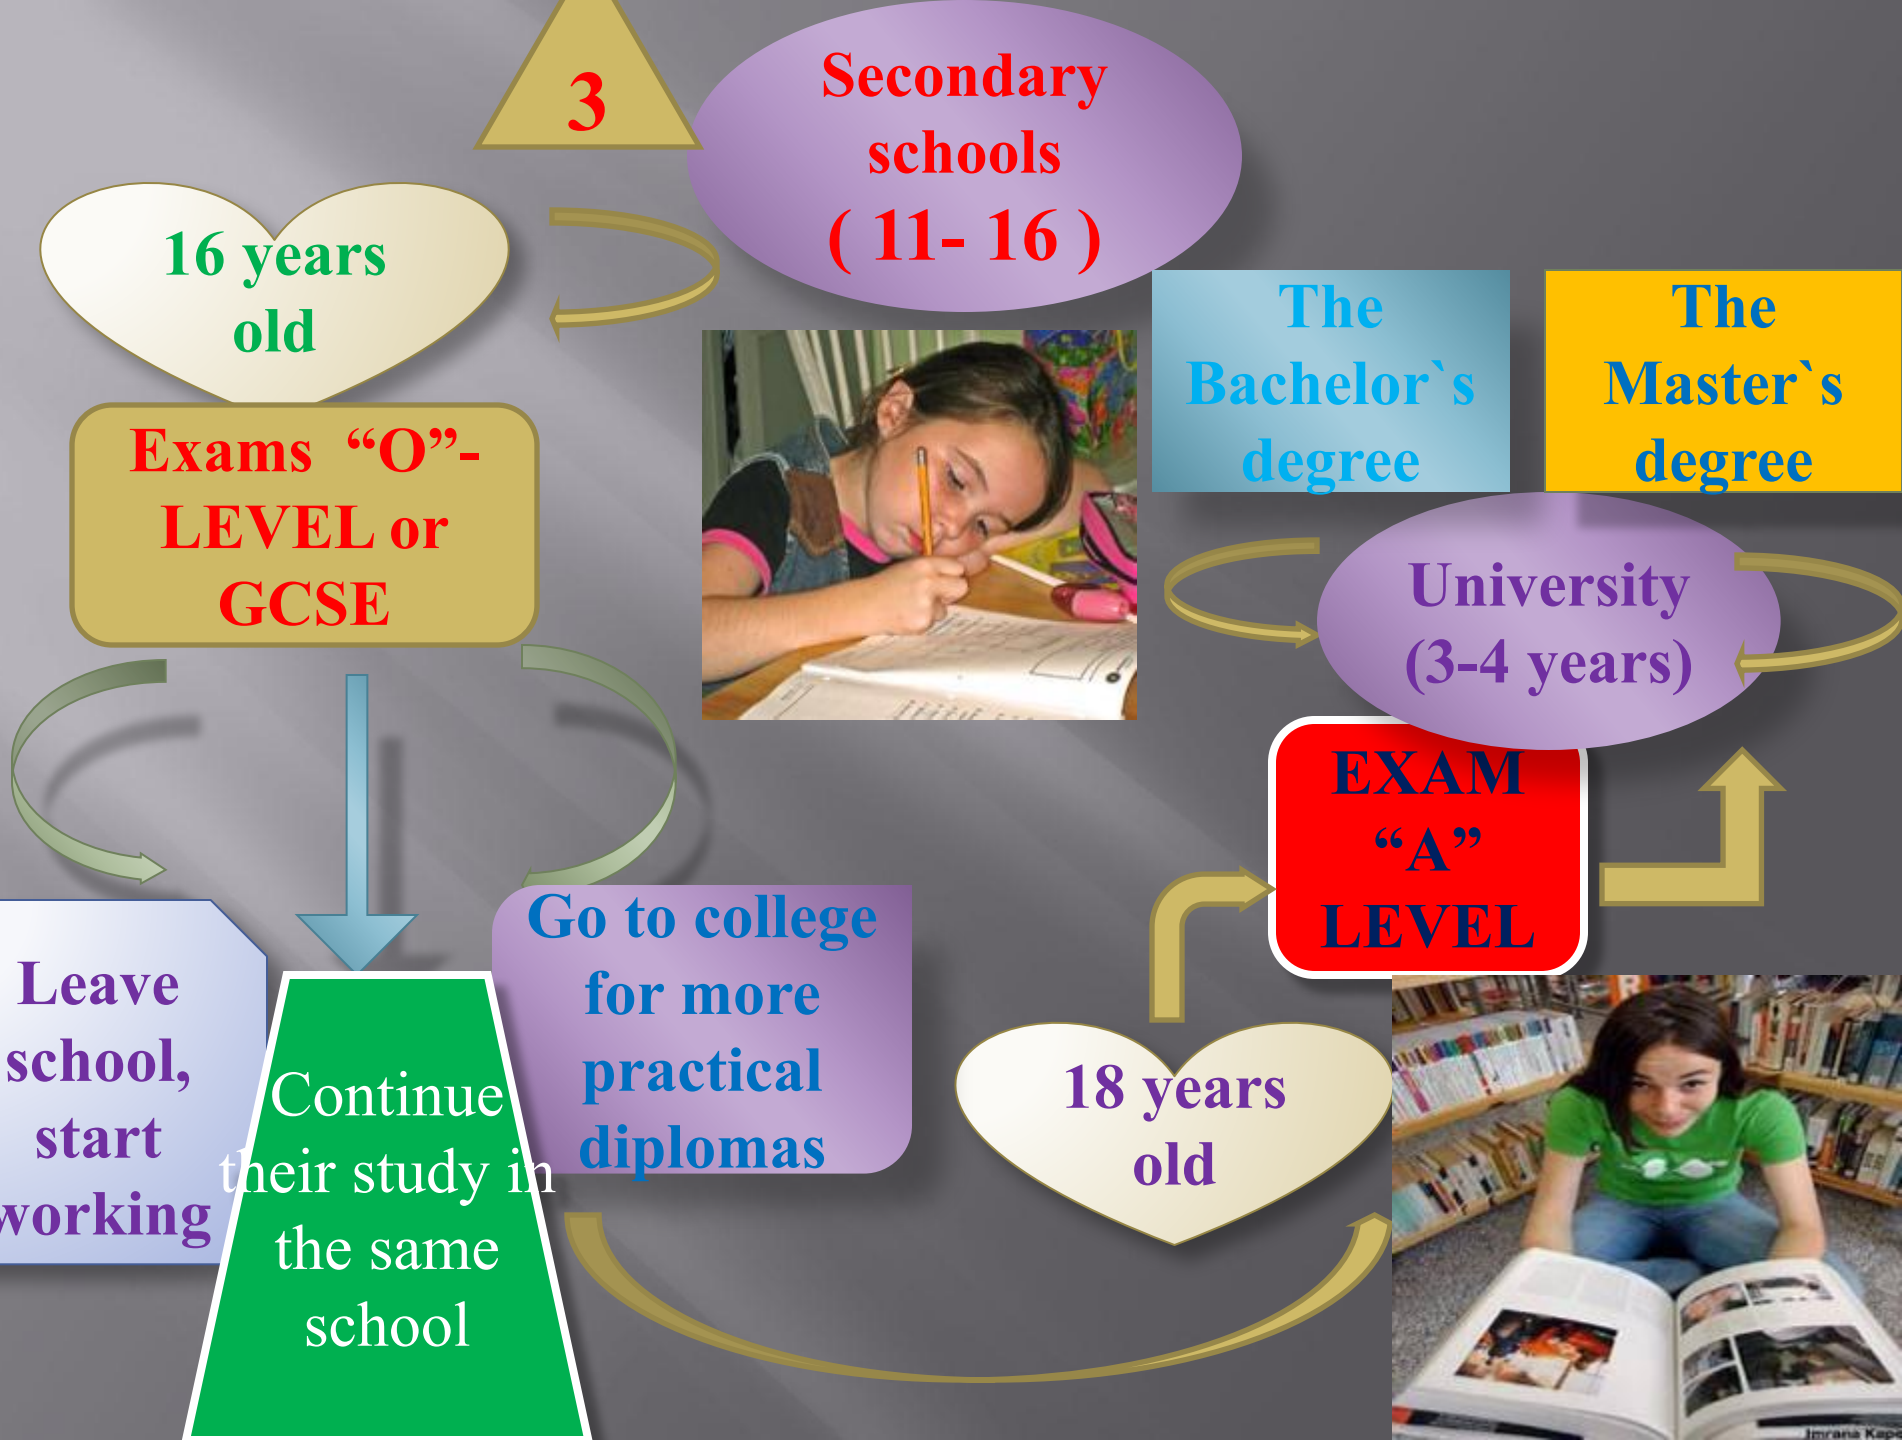 3
Secondary
schools
( 11- 16 )
16 years
old
Exams “O”-
LEVEL or
GCSE
The
Bachelor`s
degree
The
Master`s
degree
University
(3-4 years)
EXAM
“A”
LEVEL
Leave
school,
start
working
Continue
their study in
the same
school
Go to college
for more
practical
diplomas
18 years
old
Imrana Kap